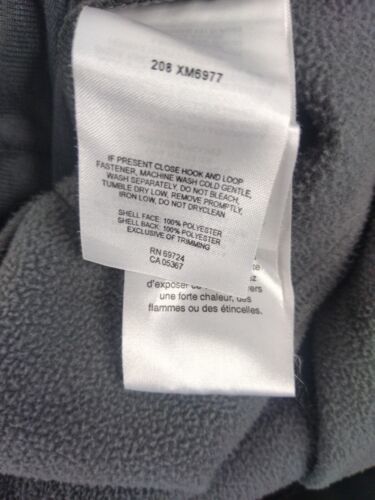 208 XM6977
IF PRESENT CLOSE HOOK AND LOOP
FASTENER, MACHINE WASH COLD GENTLE,
WASH SEPARATELY, DO NOT BLEACH,
TUMBLE DRY LOW, REMOVE PROMPTLY,
IRON LOW, DO NOT DRYCLEAN
SHELL FACE: 100% POLYESTER
SHELL BACK: 100% POLYESTER
EXCLUSIVE OF TRIMMING
RN 69724
CA 05367
d'exposer
une forte chaleur, des
flammes ou des étincelles.